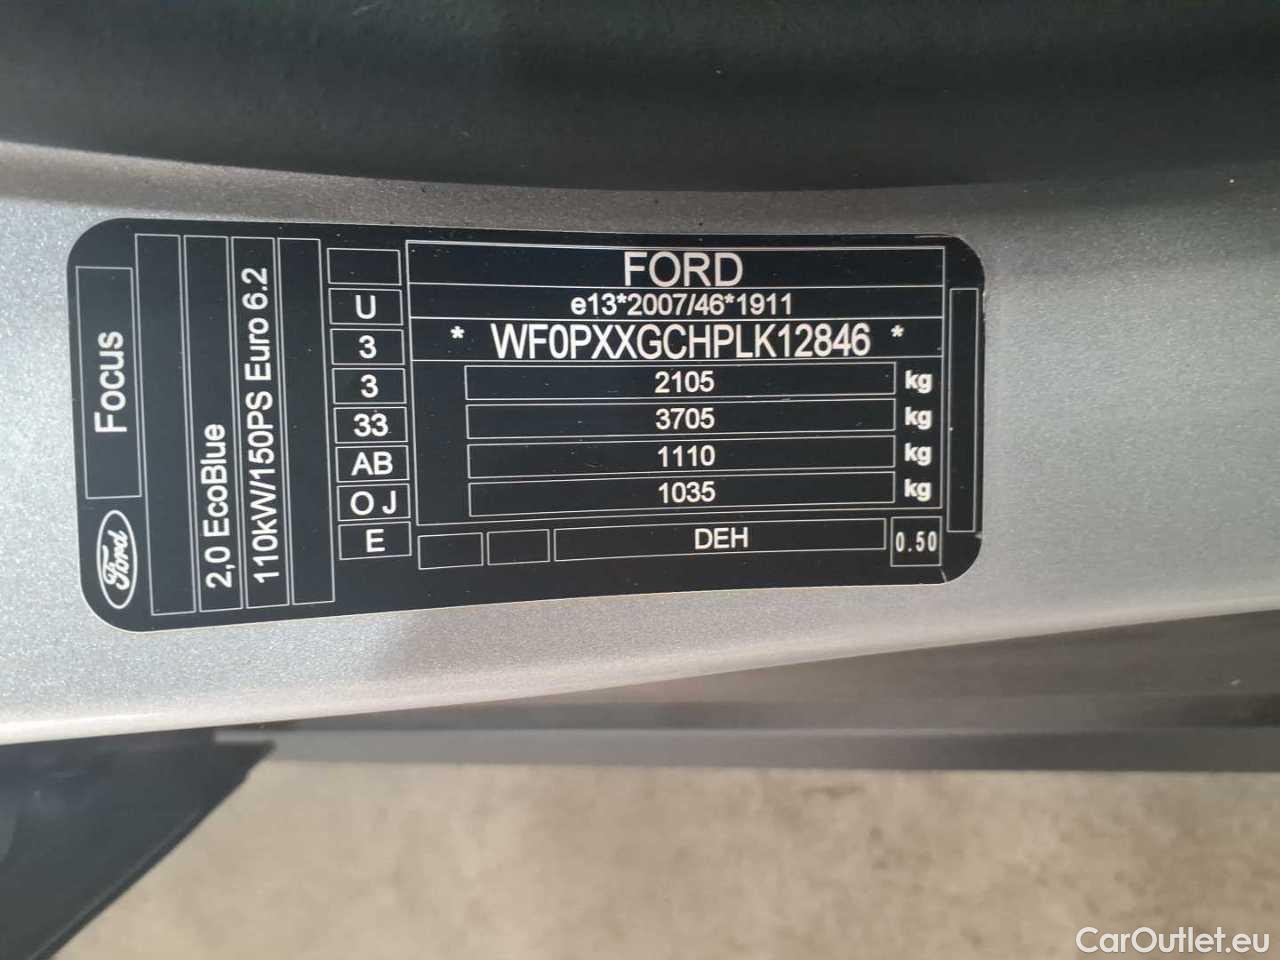 FORD
e13*2007/46*1911
* WF0PXXGCHPLK12846 *
2105 kg
3705 kg
1110 kg
1035 kg
DEH
0.50
U
3
3
33
AB
O J
E
Focus
Ford
2,0 EcoBlue
110kW/150PS Euro 6.2
CarOutlet.eu